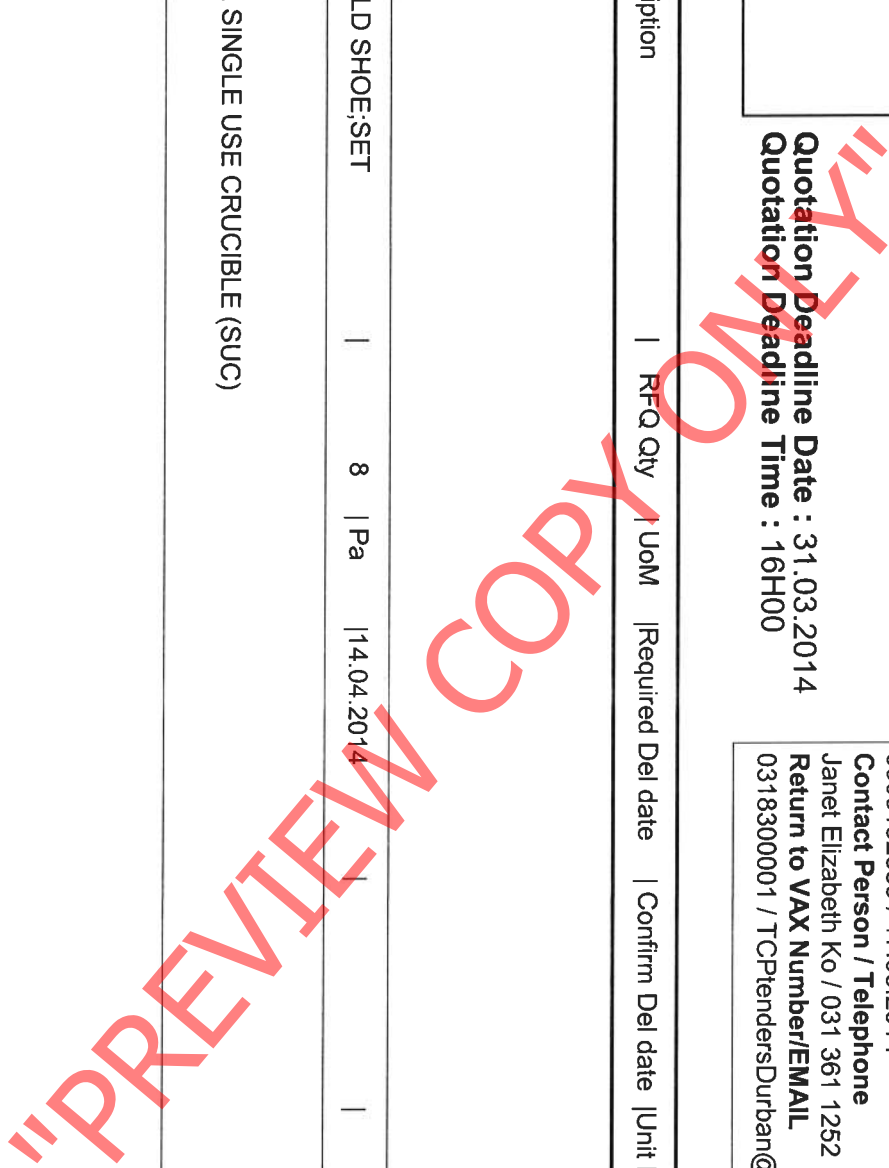 Quotation Deadline Date : 31.03.2014
Quotation Deadline Time : 16H00
Contact Person / Telephone
Janet Elizabeth Ko / 031 361 1252
Return to VAX Number/EMAIL
0318300001 / TCPtendersDurban@
iption | RFQ Qty | UoM |Required Del date | Confirm Del date |Unit
LD SHOE;SET | 8 | Pa |14.04.2014 | |
SINGLE USE CRUCIBLE (SUC)
"PREVIEW COPY ONLY"